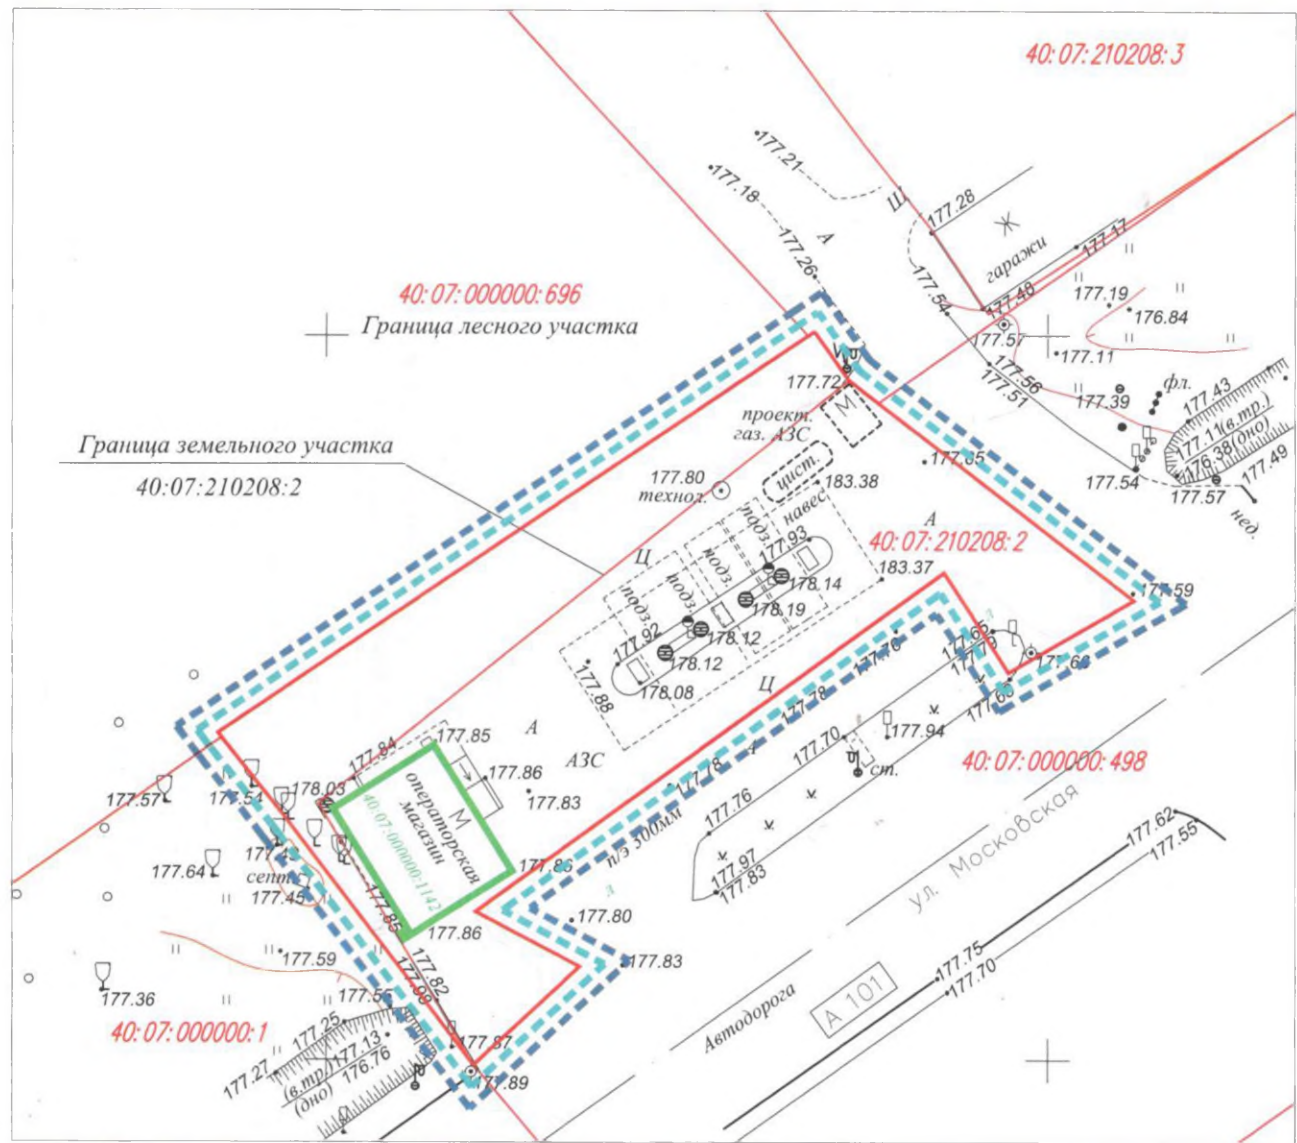 40:07:210208:3
177.21
177.18
Щ
177.28
Ж
гаражи
177.17
А
177.26
177.54
177.48
177.19
176.84
40:07:000000:696
Граница лесного участка
177.57
177.11
177.72
177.56
177.51
177.39
фл.
177.43
177.11(в.тр.)
176.38(дно)
177.49
М
проект.
газ. АЗС
Граница земельного участка
40:07:210208:2
177.80
технол.
цист.
183.38
177.54
177.57
нед.
подз.
навес
А
177.93
40:07:210208:2
Ц
подз.
подз.
подз.
183.37
178.14
178.19
177.59
177.92
178.12
178.12
177.65
177.88
178.08
Ц
177.78
177.84
177.85
А
АЗС
177.70
177.94
ст.
40:07:000000:498
177.57
177.54
178.03
177.86
177.83
177.78
А
операторская
магазин
М
40:07:000000:1142
п/э 300мм
177.76
177.62
177.55
ул. Московская
177.64
септ.
177.45
177.86
177.97
177.83
177.85
177.86
177.80
177.59
177.82
177.98
177.83
177.36
177.75
177.70
Автодорога
А 101
40:07:000000:1
177.25
177.27
177.13
(в.тр.)
176.76
(дно)
177.87
177.89